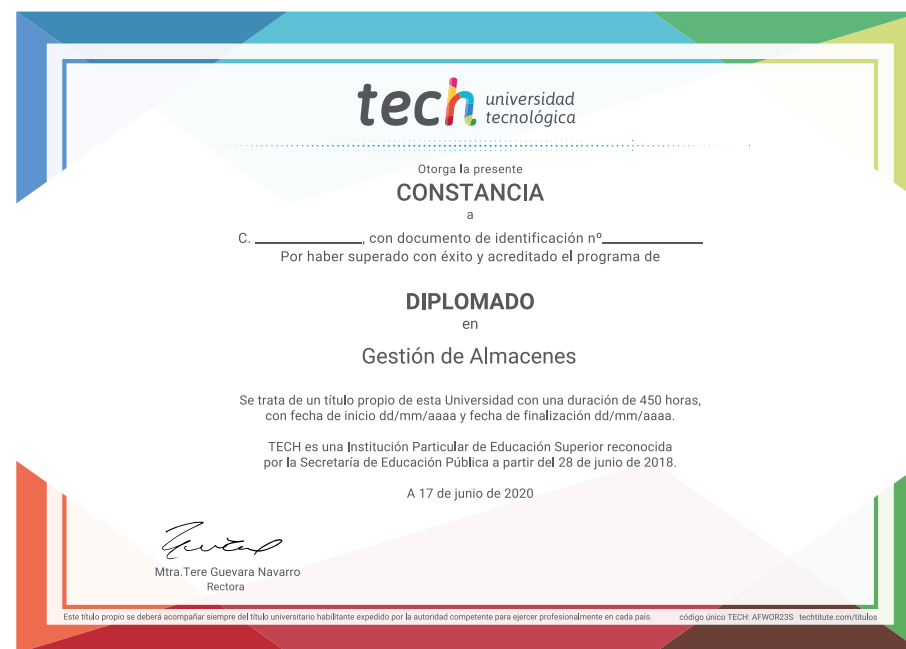 tech universidad
tecnológica
Otorga la presente
CONSTANCIA
a
C. ____________, con documento de identificación nº____________
Por haber superado con éxito y acreditado el programa de
DIPLOMADO
en
Gestión de Almacenes
Se trata de un título propio de esta Universidad con una duración de 450 horas,
con fecha de inicio dd/mm/aaaa y fecha de finalización dd/mm/aaaa.
TECH es una Institución Particular de Educación Superior reconocida
por la Secretaría de Educación Pública a partir del 28 de junio de 2018.
A 17 de junio de 2020
Mtra.Tere Guevara Navarro
Rectora
Este título propio se deberá acompañar siempre del título universitario habilitante expedido por la autoridad competente para ejercer profesionalmente en cada país. código único TECH: AFWOR23S techtitute.com/titulos